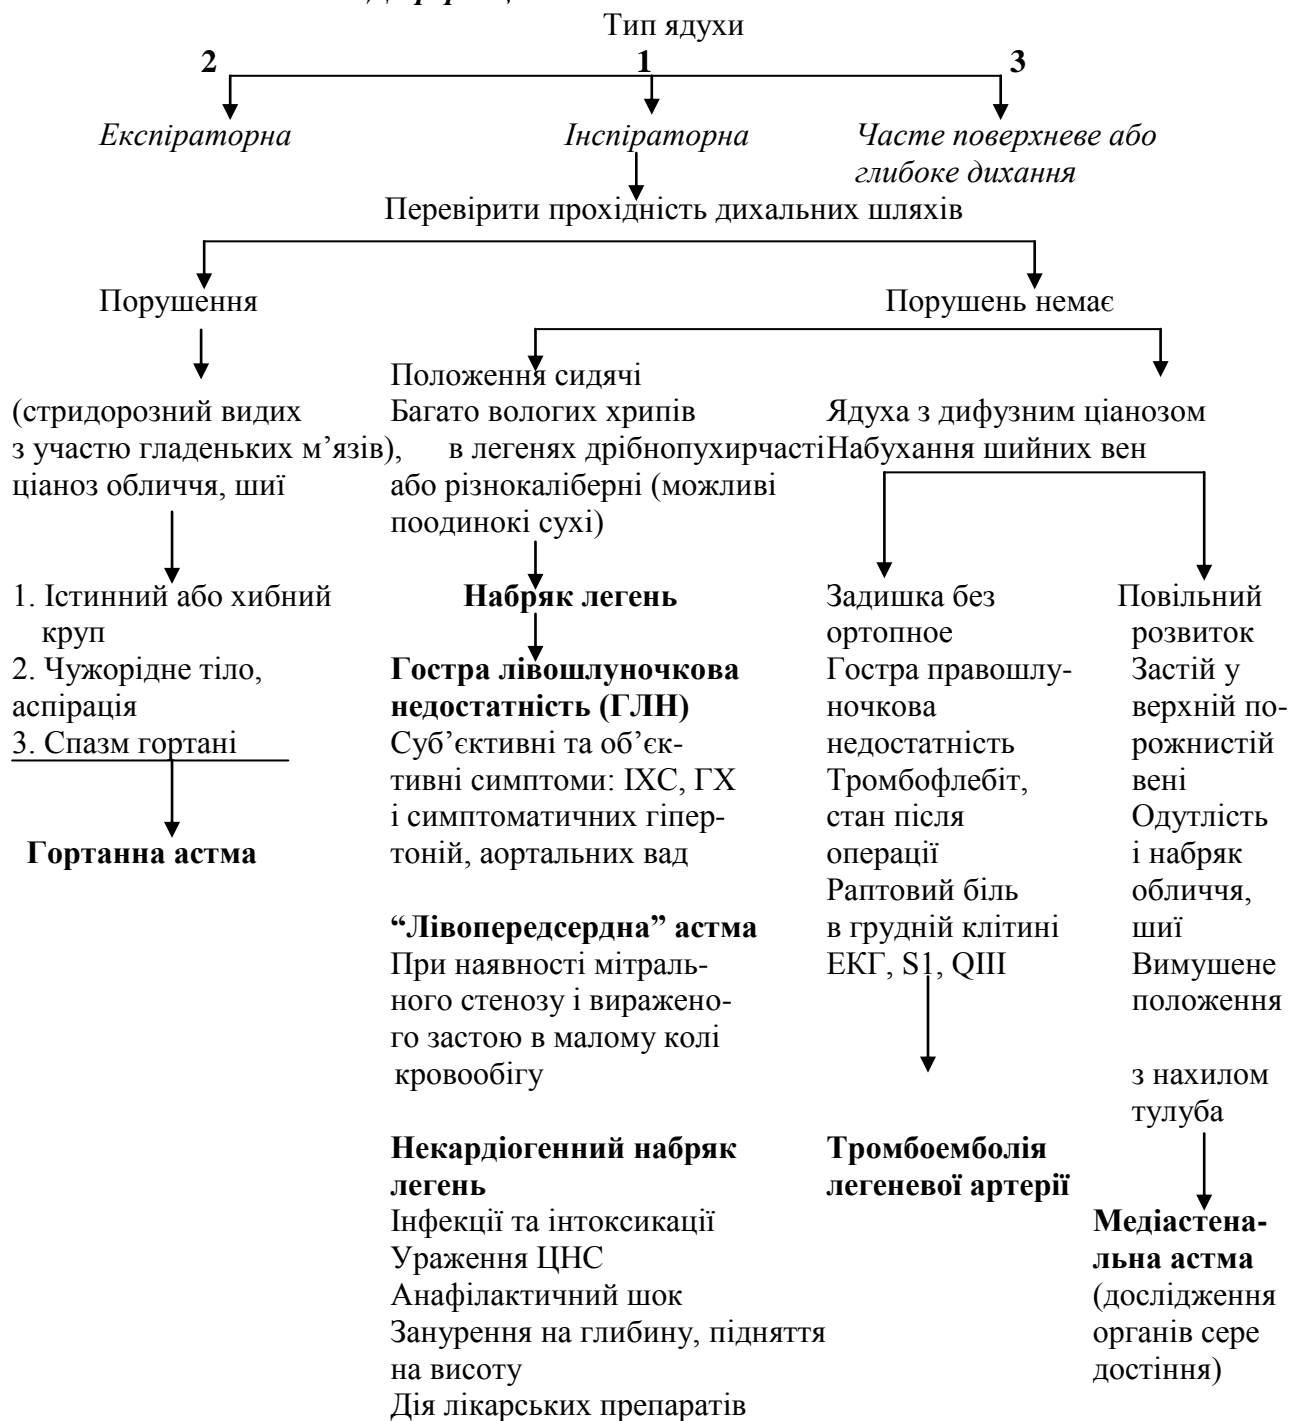 Тип ядухи
2 1 3
Експіраторна Інспіраторна Часте поверхневе або
глибоке дихання
Перевірити прохідність дихальних шляхів
Порушення Порушень немає
(стридорозний видих
з участю гладеньких м’язів),
ціаноз обличчя, шиї
1. Істинний або хибний
круп
2. Чужорідне тіло,
аспірація
3. Спазм гортані
Гортанна астма
Положення сидячі
Багато вологих хрипів
в легенях дрібнопухирчасті
або різнокаліберні (можливі
поодинокі сухі)
Набряк легень
Гостра лівошлуночкова
недостатність (ГЛН)
Суб’єктивні та об’єк-
тивні симптоми: ІХС, ГХ
і симптоматичних гіпер-
тоній, аортальних вад
“Лівопередсердна” астма
При наявності мітраль-
ного стенозу і виражено-
го застою в малому колі
кровообігу
Некардіогенний набряк
легень
Інфекції та інтоксикації
Ураження ЦНС
Анафілактичний шок
Занурення на глибину, підняття
на висоту
Дія лікарських препаратів
Ядуха з дифузним ціанозом
Набухання шийних вен
Задишка без
ортопное
Гостра правошлу-
ночкова
недостатність
Тромбофлебіт,
стан після
операції
Раптовий біль
в грудній клітині
ЕКГ, S1, QIII
Тромбоемболія
легеневої артерії
Повільний
розвиток
Застій у
верхній по-
рожнистій
вені
Одутлість
і набряк
обличчя,
шиї
Вимушене
положення
з нахилом
тулуба
Медіастена-
льна астма
(дослідження
органів сере
достіння)